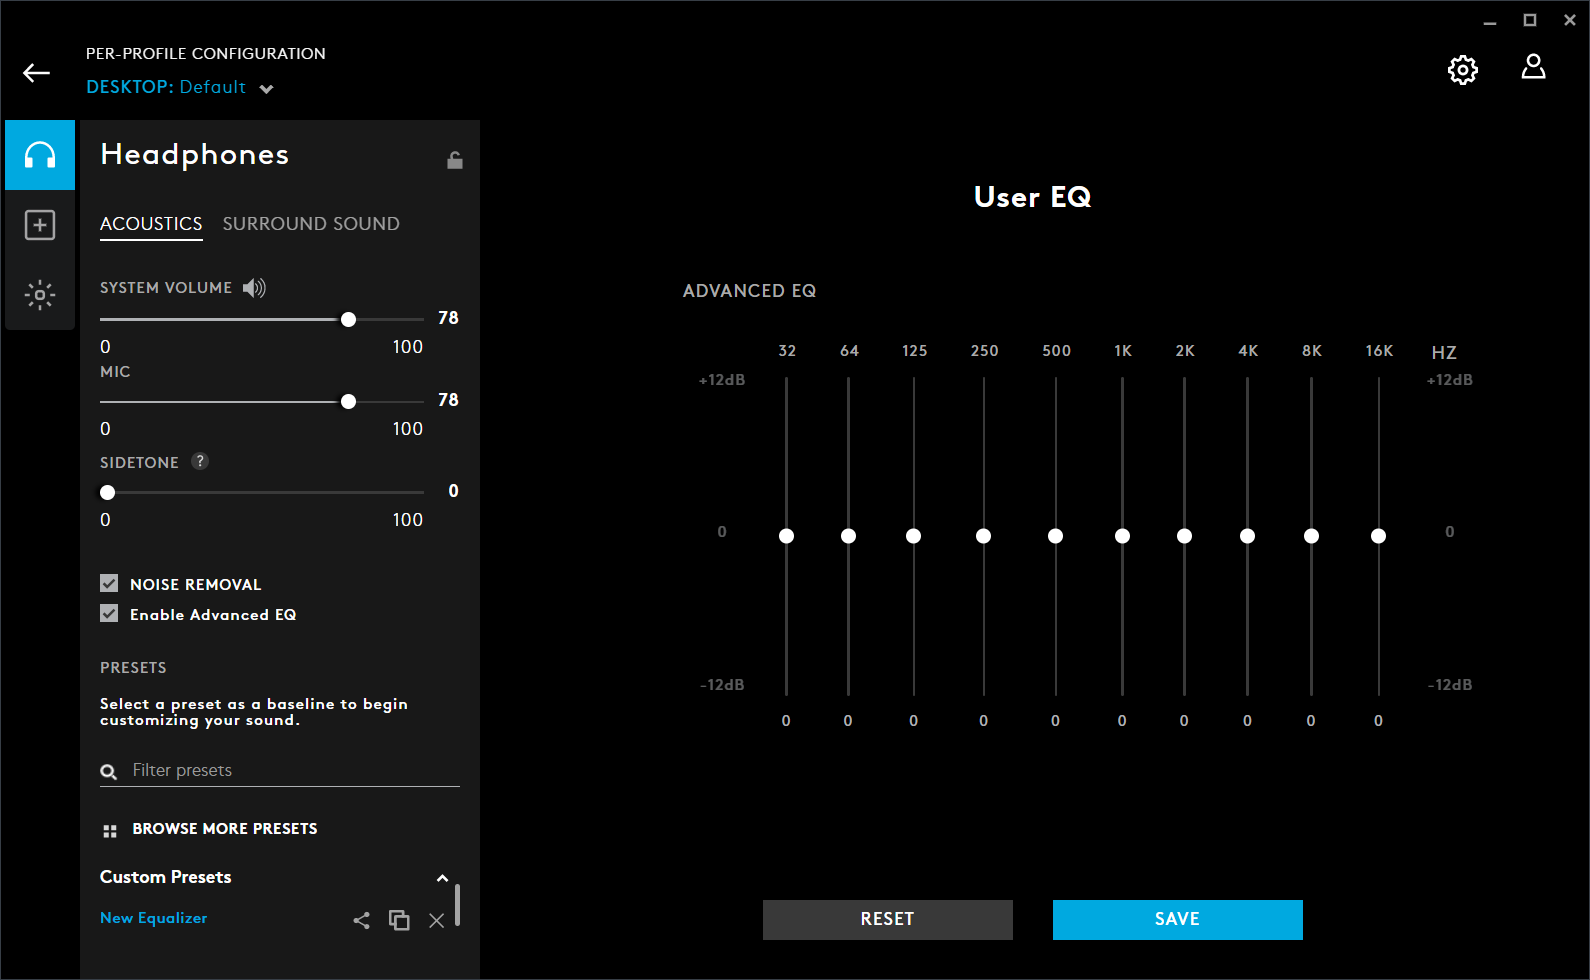 PER-PROFILE CONFIGURATION
DESKTOP: Default
Headphones
ACOUSTICS SURROUND SOUND
SYSTEM VOLUME
78
0 100
MIC
78
0 100
SIDETONE ?
0
0 100
NOISE REMOVAL
Enable Advanced EQ
PRESETS
Select a preset as a baseline to begin
customizing your sound.
Filter presets
BROWSE MORE PRESETS
Custom Presets
New Equalizer
User EQ
ADVANCED EQ
32 64 125 250 500 1K 2K 4K 8K 16K HZ
+12dB +12dB
0 0
-12dB -12dB
0 0 0 0 0 0 0 0 0 0
RESET SAVE